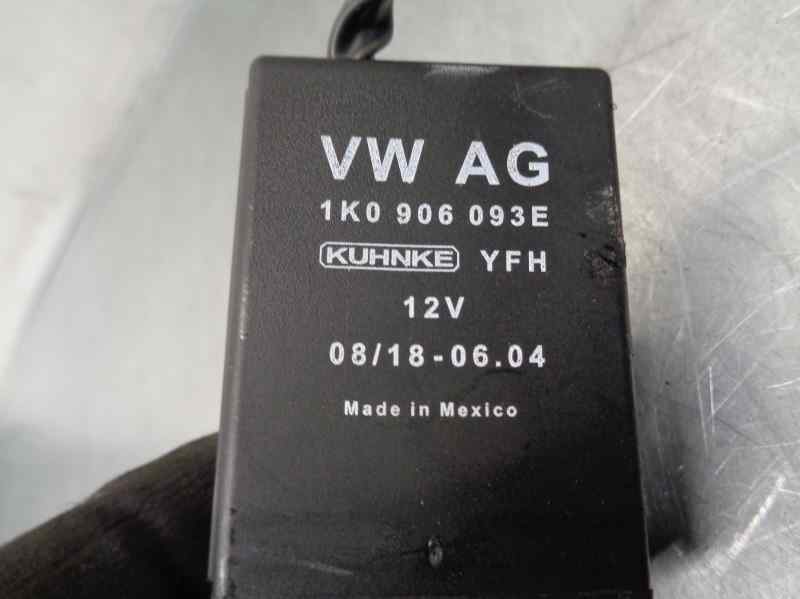 VW AG
1K0 906 093E
KUHNKE YFH
12V
08/18-06.04
Made in Mexico